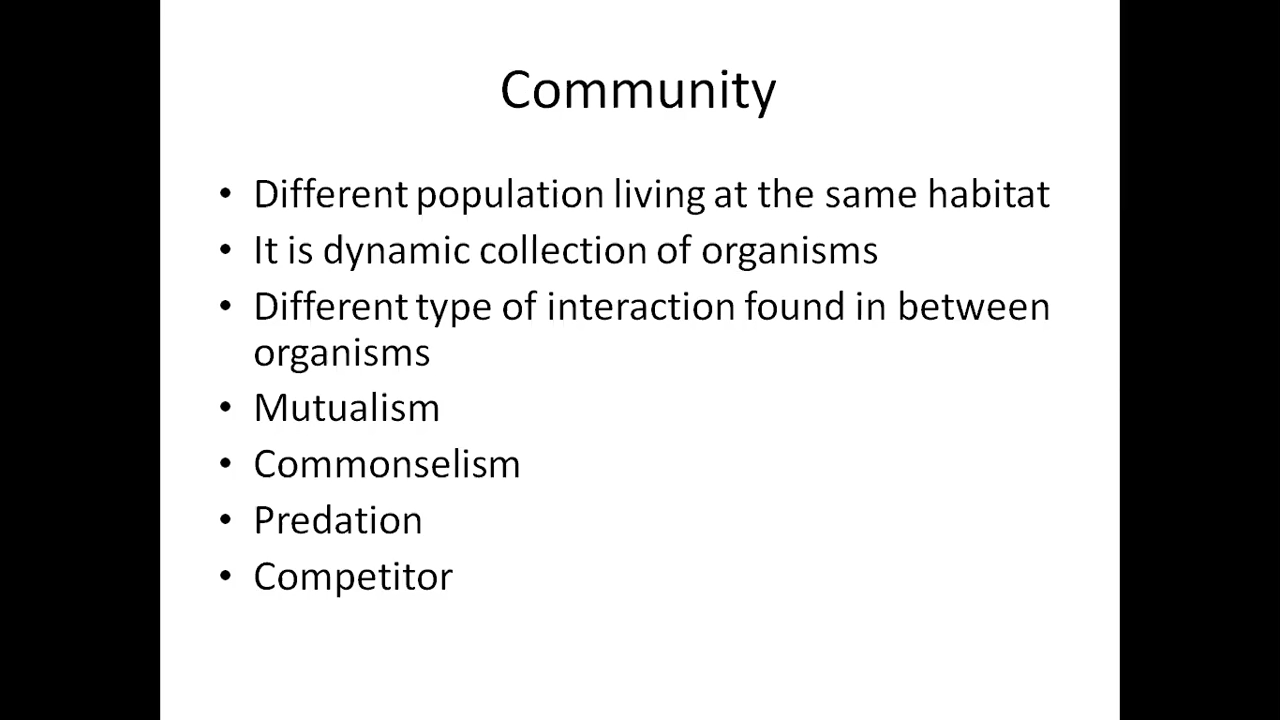 Community
• Different population living at the same habitat
• It is dynamic collection of organisms
• Different type of interaction found in between
organisms
• Mutualism
• Commonselism
• Predation
• Competitor